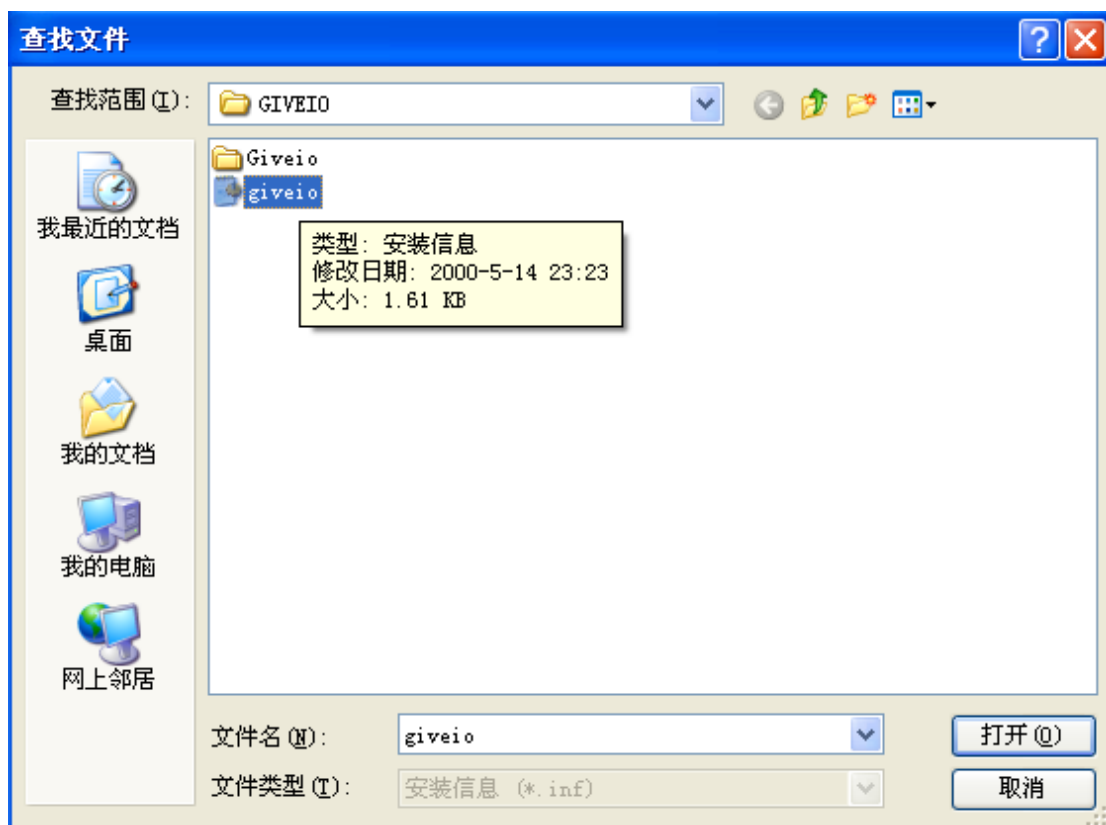 查找文件
查找范围(I):
GIVEIO
Giveio
giveio
类型: 安装信息
修改日期: 2000-5-14 23:23
大小: 1.61 KB
我最近的文档
桌面
我的文档
我的电脑
网上邻居
文件名(N):
giveio
打开(O)
文件类型(T):
安装信息 (*.inf)
取消